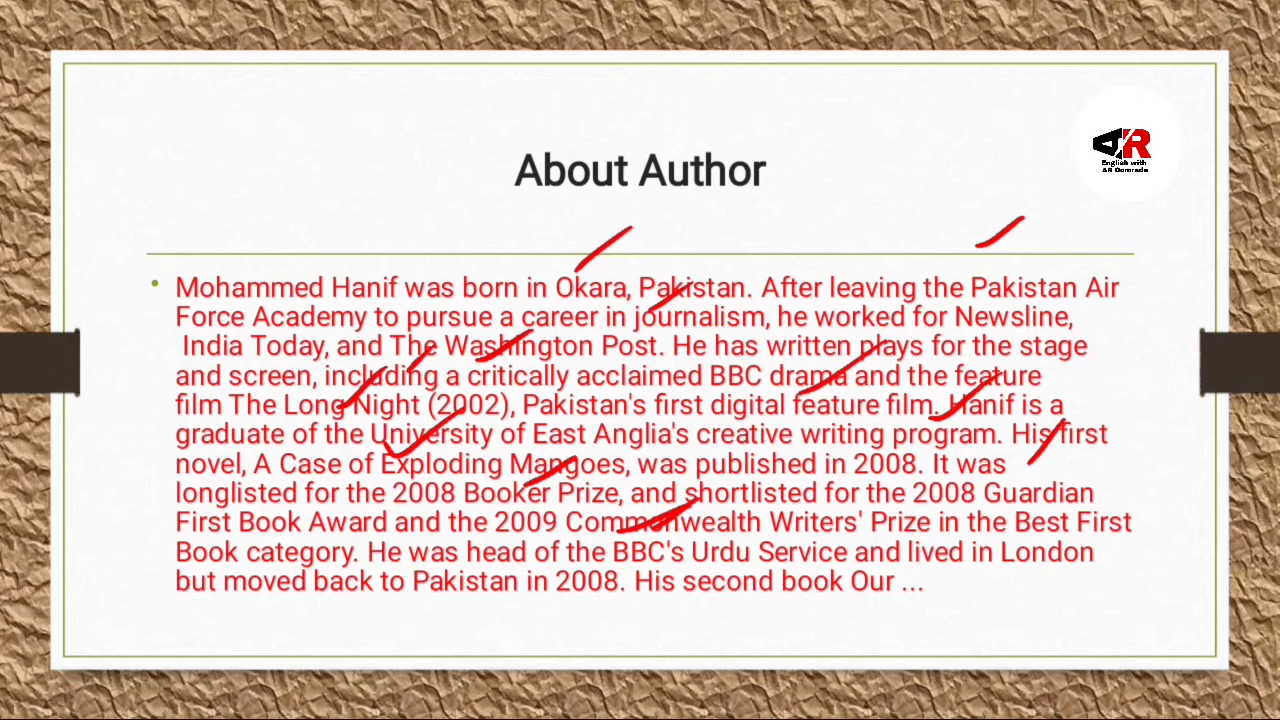 AR
English with
AR Comrade
About Author
• Mohammed Hanif was born in Okara, Pakistan. After leaving the Pakistan Air
Force Academy to pursue a career in journalism, he worked for Newsline,
India Today, and The Washington Post. He has written plays for the stage
and screen, including a critically acclaimed BBC drama and the feature
film The Long Night (2002), Pakistan's first digital feature film. Hanif is a
graduate of the University of East Anglia's creative writing program. His first
novel, A Case of Exploding Mangoes, was published in 2008. It was
longlisted for the 2008 Booker Prize, and shortlisted for the 2008 Guardian
First Book Award and the 2009 Commonwealth Writers' Prize in the Best First
Book category. He was head of the BBC's Urdu Service and lived in London
but moved back to Pakistan in 2008. His second book Our ...